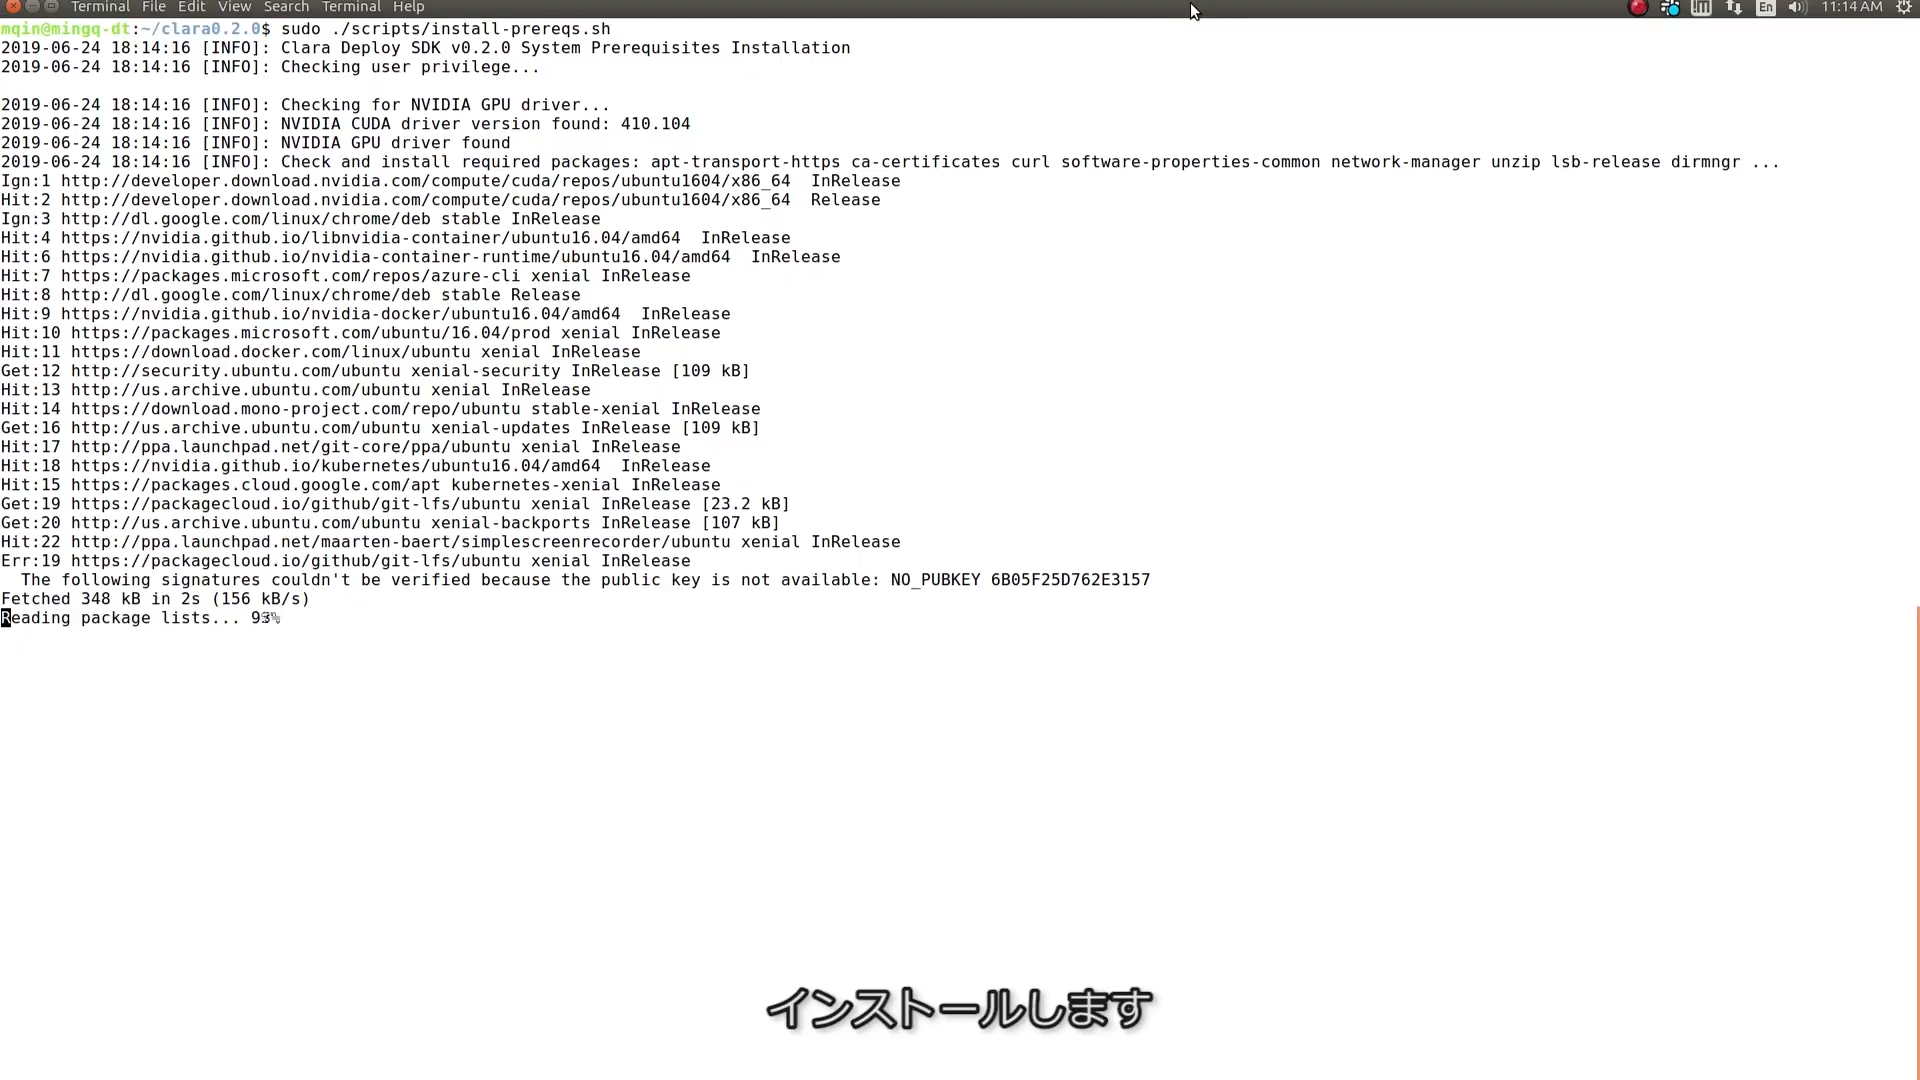 Terminal File Edit View Search Terminal Help En 11:14 AM
mqin@mingq-dt:~/clara0.2.0$ sudo ./scripts/install-prereqs.sh
2019-06-24 18:14:16 [INFO]: Clara Deploy SDK v0.2.0 System Prerequisites Installation
2019-06-24 18:14:16 [INFO]: Checking user privilege...
2019-06-24 18:14:16 [INFO]: Checking for NVIDIA GPU driver...
2019-06-24 18:14:16 [INFO]: NVIDIA CUDA driver version found: 410.104
2019-06-24 18:14:16 [INFO]: NVIDIA GPU driver found
2019-06-24 18:14:16 [INFO]: Check and install required packages: apt-transport-https ca-certificates curl software-properties-common network-manager unzip lsb-release dirmngr ...
Ign:1 http://developer.download.nvidia.com/compute/cuda/repos/ubuntu1604/x86_64  InRelease
Hit:2 http://developer.download.nvidia.com/compute/cuda/repos/ubuntu1604/x86_64  Release
Ign:3 http://dl.google.com/linux/chrome/deb stable InRelease
Hit:4 https://nvidia.github.io/libnvidia-container/ubuntu16.04/amd64  InRelease
Hit:6 https://nvidia.github.io/nvidia-container-runtime/ubuntu16.04/amd64  InRelease
Hit:7 https://packages.microsoft.com/repos/azure-cli xenial InRelease
Hit:8 http://dl.google.com/linux/chrome/deb stable Release
Hit:9 https://nvidia.github.io/nvidia-docker/ubuntu16.04/amd64  InRelease
Hit:10 https://packages.microsoft.com/ubuntu/16.04/prod xenial InRelease
Hit:11 https://download.docker.com/linux/ubuntu xenial InRelease
Get:12 http://security.ubuntu.com/ubuntu xenial-security InRelease [109 kB]
Hit:13 http://us.archive.ubuntu.com/ubuntu xenial InRelease
Hit:14 https://download.mono-project.com/repo/ubuntu stable-xenial InRelease
Get:16 http://us.archive.ubuntu.com/ubuntu xenial-updates InRelease [109 kB]
Hit:17 http://ppa.launchpad.net/git-core/ppa/ubuntu xenial InRelease
Hit:18 https://nvidia.github.io/kubernetes/ubuntu16.04/amd64  InRelease
Hit:15 https://packages.cloud.google.com/apt kubernetes-xenial InRelease
Get:19 https://packagecloud.io/github/git-lfs/ubuntu xenial InRelease [23.2 kB]
Get:20 http://us.archive.ubuntu.com/ubuntu xenial-backports InRelease [107 kB]
Hit:22 http://ppa.launchpad.net/maarten-baert/simplescreenrecorder/ubuntu xenial InRelease
Err:19 https://packagecloud.io/github/git-lfs/ubuntu xenial InRelease
The following signatures couldn't be verified because the public key is not available: NO_PUBKEY 6B05F25D762E3157
Fetched 348 kB in 2s (156 kB/s)
Reading package lists...
インストールします